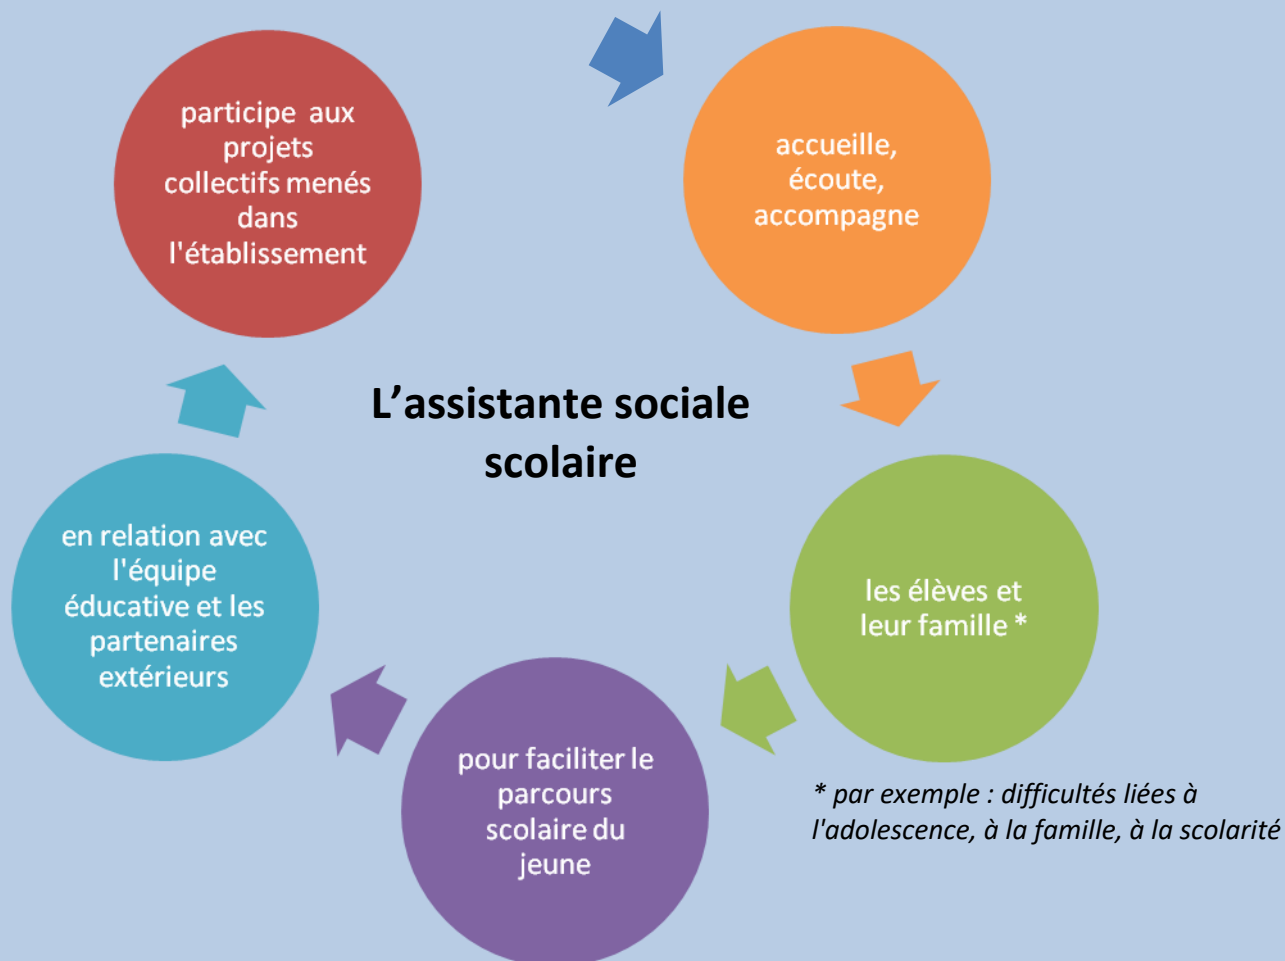 L’assistante sociale
scolaire
accueille,
écoute,
accompagne
les élèves et
leur famille *
* par exemple : difficultés liées à
l'adolescence, à la famille, à la scolarité
pour faciliter le
parcours
scolaire du
jeune
en relation avec
l'équipe
éducative et les
partenaires
extérieurs
participe aux
projets
collectifs menés
dans
l'établissement